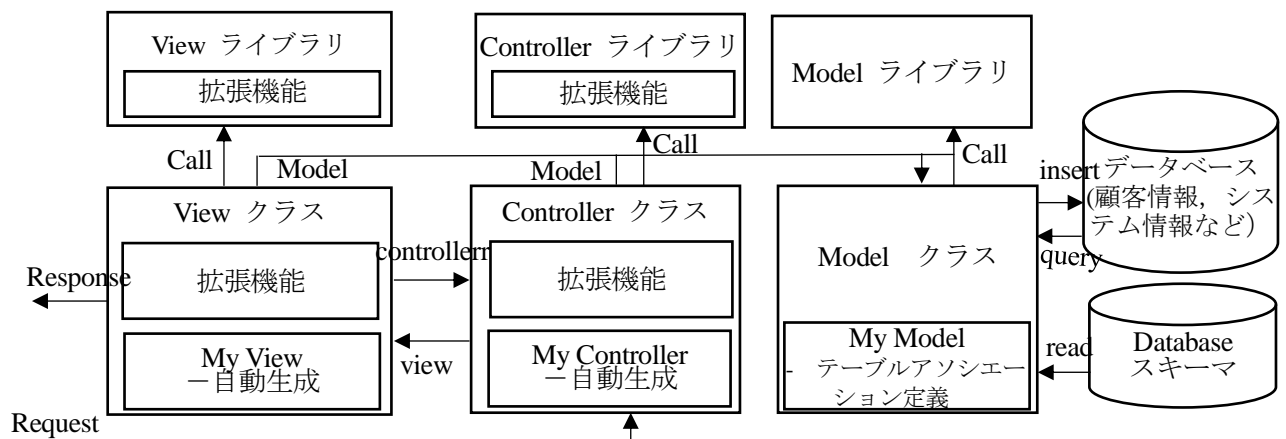 View ライブラリ
拡張機能
Controller ライブラリ
拡張機能
Model ライブラリ
Call
Model
Model
Call
Call
View クラス
拡張機能
My View
－自動生成
Response
controllerr
view
Controller クラス
拡張機能
My Controller
－自動生成
Model クラス
My Model
- テーブルアソシエー
ション定義
insert
query
read
データベース
(顧客情報，シス
テム情報など）
Database
スキーマ
Request